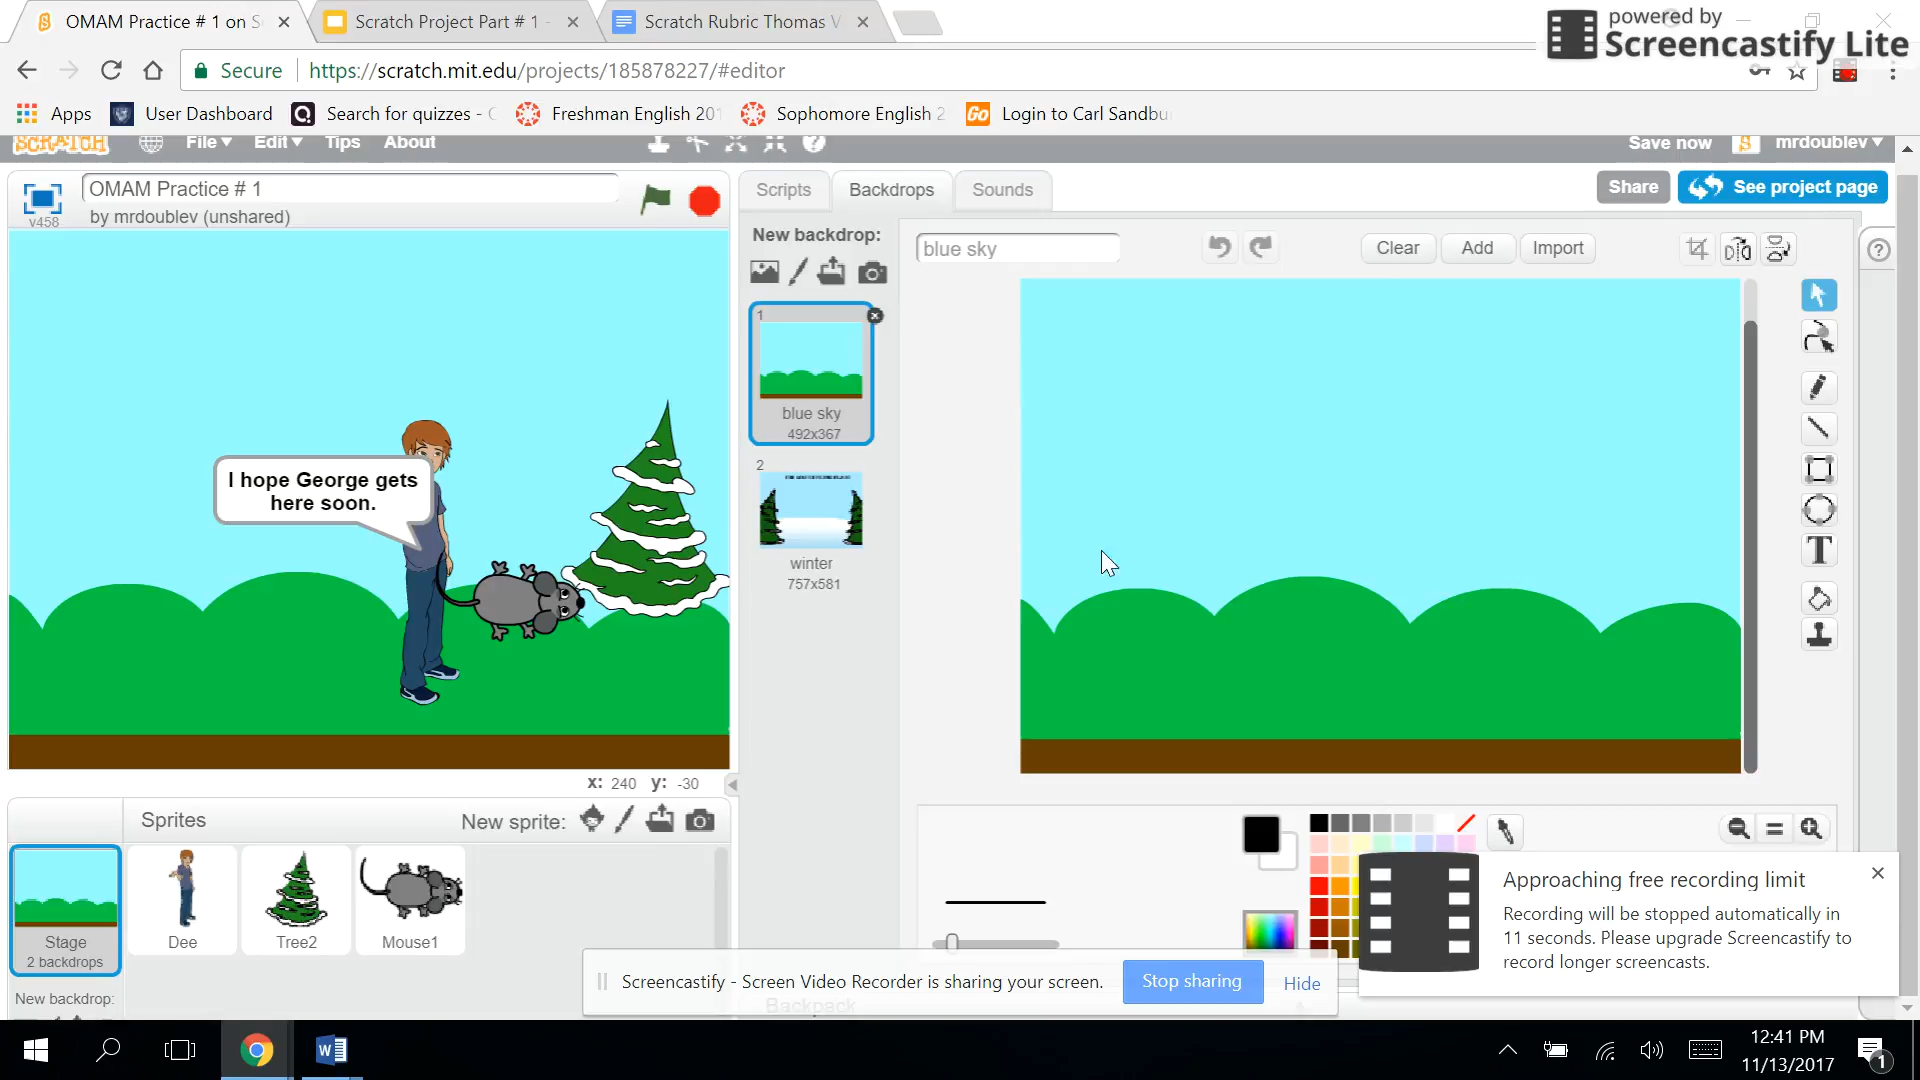 OMAM Practice # 1 on S
Scratch Project Part # 1 -
Scratch Rubric Thomas V
powered by
Screencastify Lite
Secure
https://scratch.mit.edu/projects/185878227/#editor
Apps
User Dashboard
Search for quizzes -
Freshman English 201
Sophomore English 2
GO
Login to Carl Sandbu
SCRATCH
File
Edit
Tips
About
Save now
mrdoublev
v458
OMAM Practice # 1
by mrdoublev (unshared)
Scripts
Backdrops
Sounds
Share
See project page
New backdrop:
blue sky
Clear
Add
Import
1
blue sky
492x367
2
winter
757x581
I hope George gets
here soon.
x: 240 y: -30
Sprites
New sprite:
Stage
2 backdrops
New backdrop:
Dee
Tree2
Mouse1
T
Approaching free recording limit
Recording will be stopped automatically in
11 seconds. Please upgrade Screencastify to
record longer screencasts.
Screencastify - Screen Video Recorder is sharing your screen.
Stop sharing
Hide
Backpack
12:41 PM
11/13/2017
1